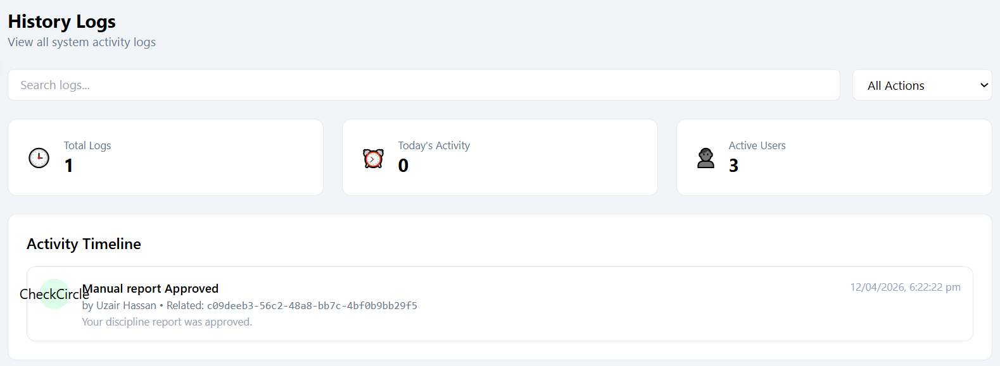 History Logs
View all system activity logs
Search logs...
All Actions
Total Logs
1
Today's Activity
0
Active Users
3
Activity Timeline
CheckCircle
Manual report Approved
12/04/2026, 6:22:22 pm
by Uzair Hassan • Related: c09deeb3-56c2-48a8-bb7c-4bf0b9bb29f5
Your discipline report was approved.